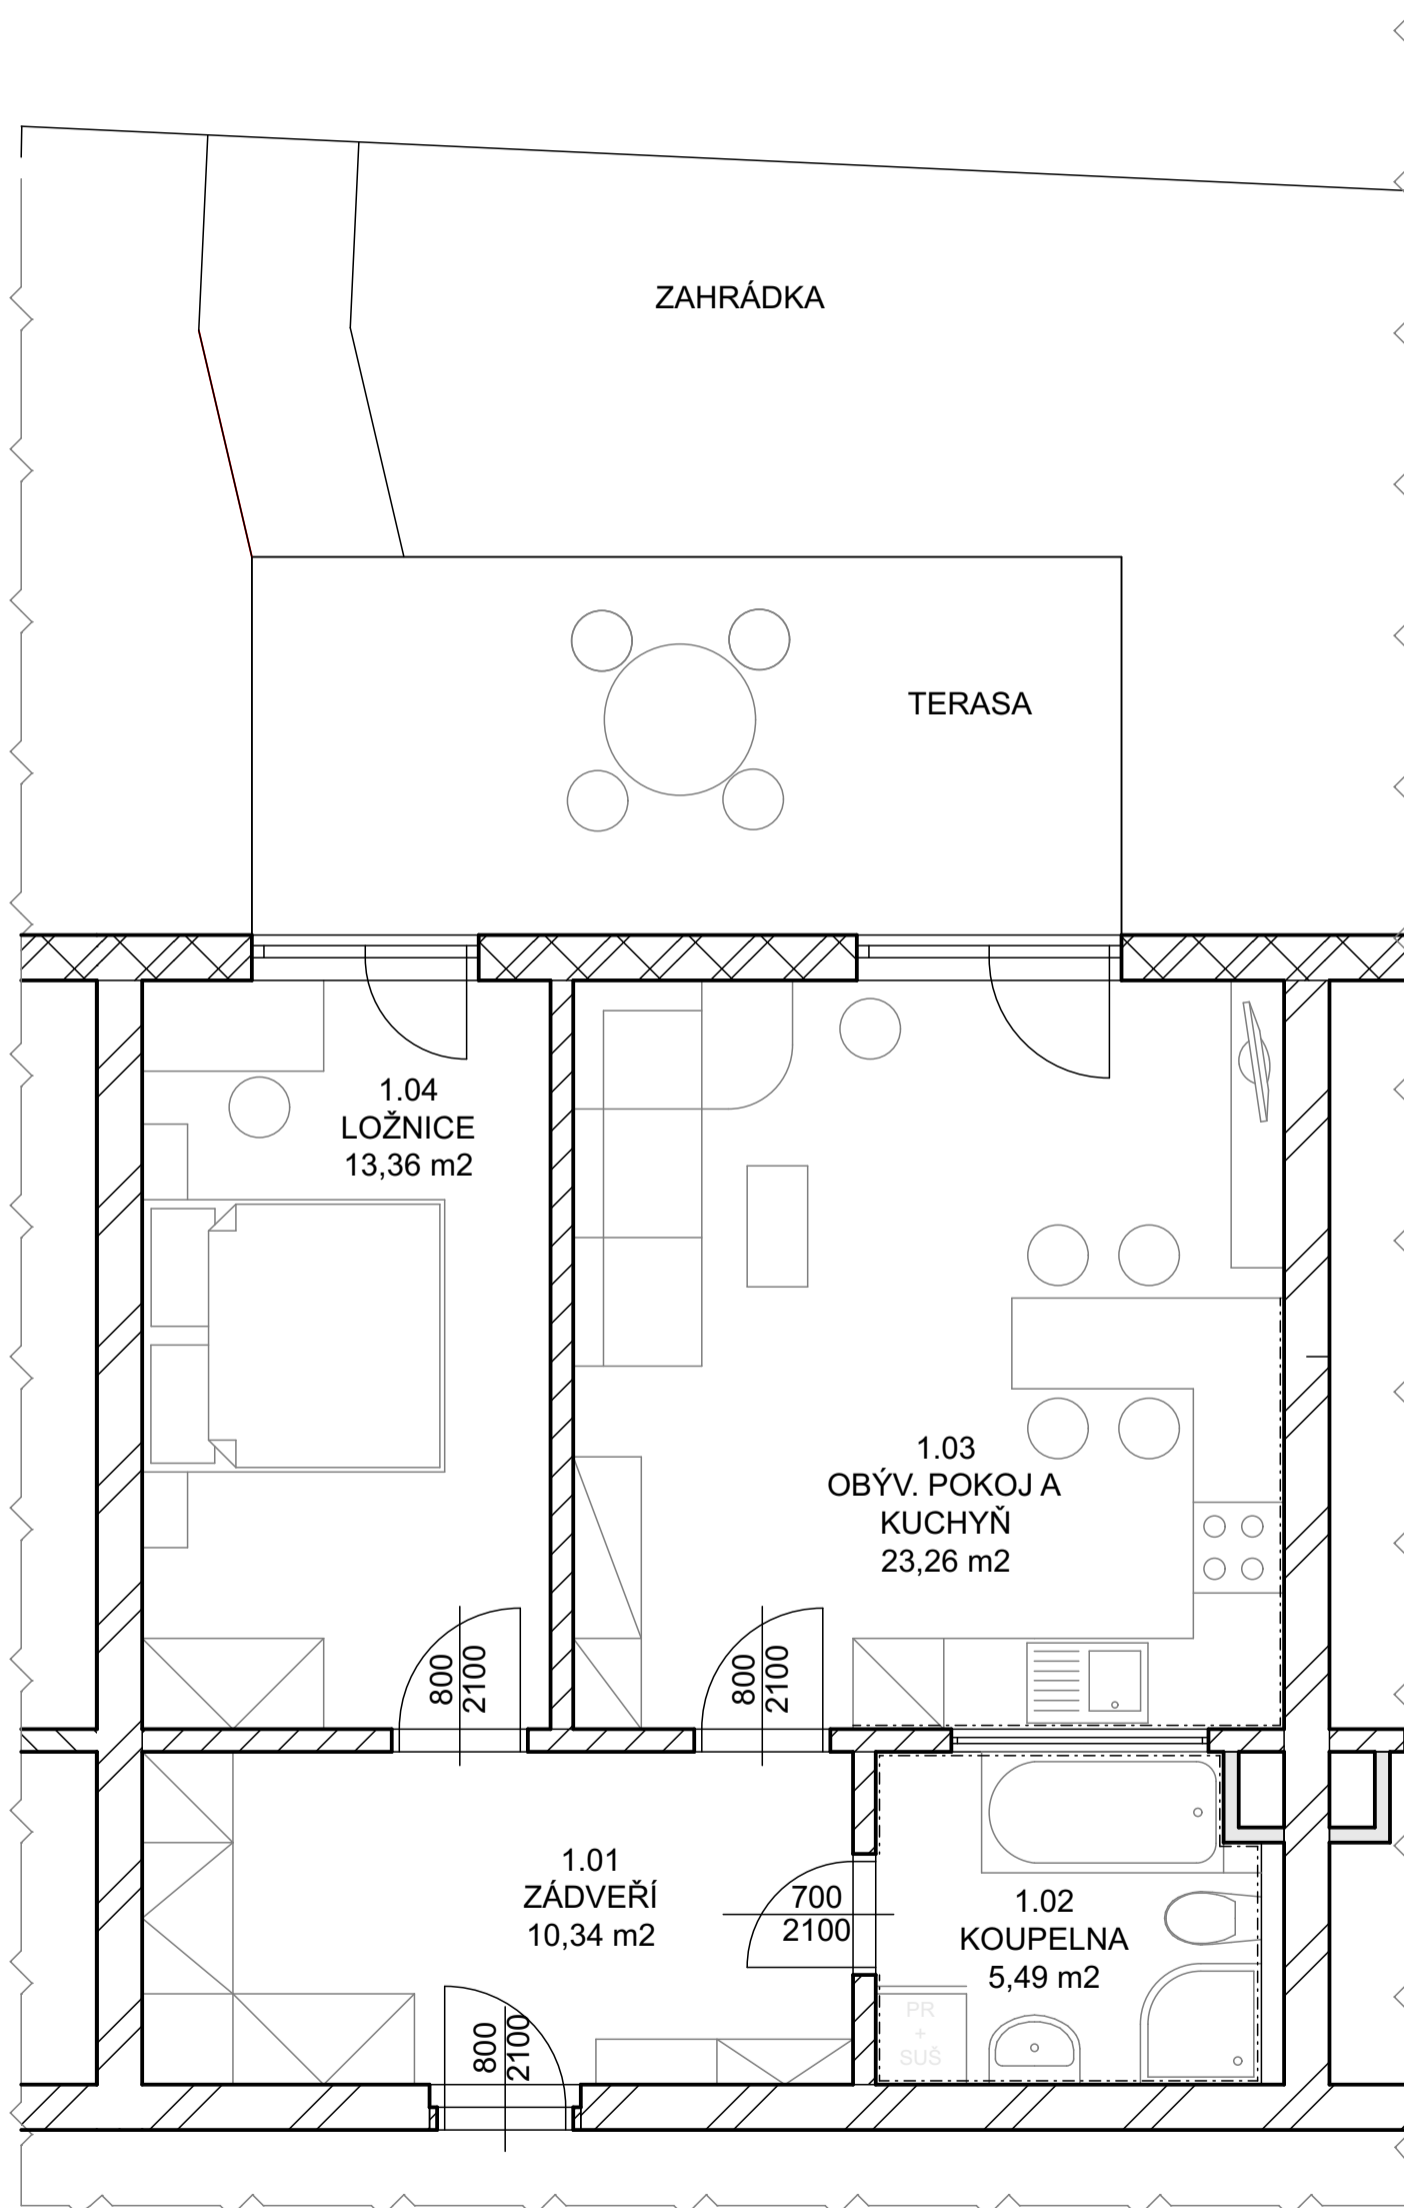 ZAHRÁDKA
TERASA
1.04
LOŽNICE
13,36 m2
1.03
OBÝV. POKOJ A
KUCHYŇ
23,26 m2
800
2100
800
2100
1.01
ZÁDVEŘÍ
10,34 m2
700
2100
1.02
KOUPELNA
5,49 m2
PR
+
SUŠ
800
2100